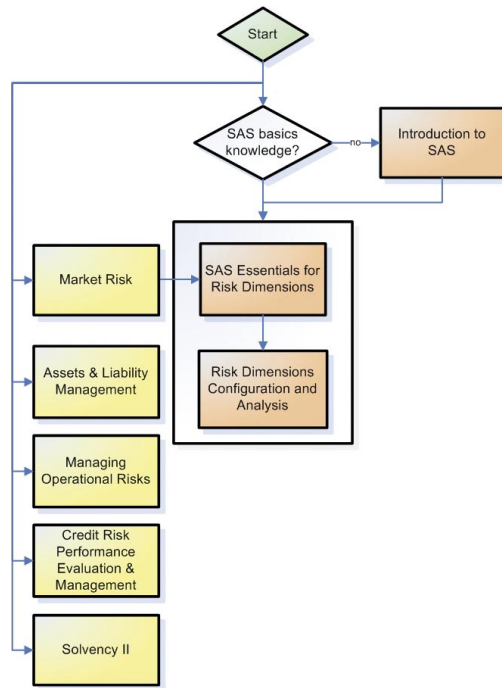 Start
SAS basics
knowledge?
no
Introduction to
SAS
Market Risk
SAS Essentials for
Risk Dimensions
Assets & Liability
Management
Risk Dimensions
Configuration and
Analysis
Managing
Operational Risks
Credit Risk
Performance
Evaluation &
Management
Solvency II